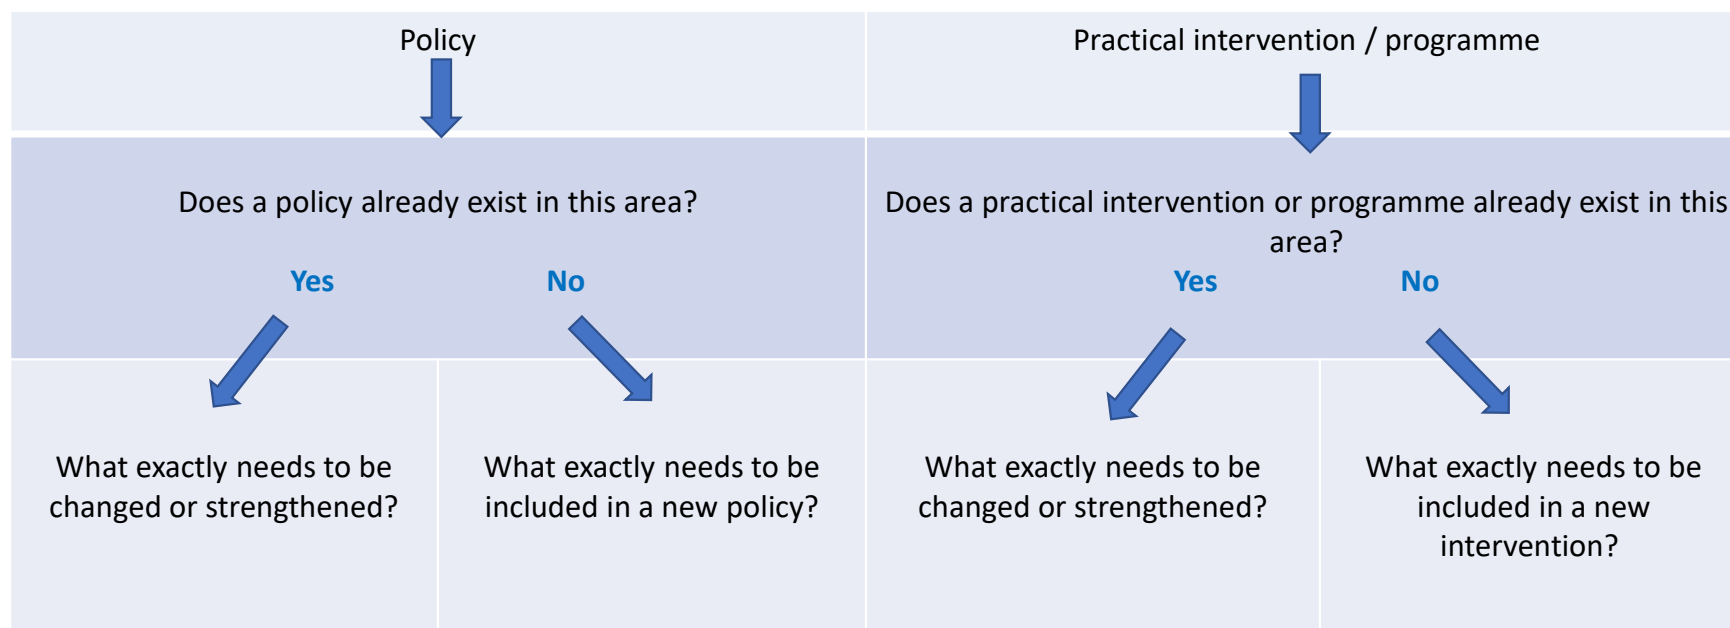 Policy
Practical intervention / programme
Does a policy already exist in this area?
Yes
No
Does a practical intervention or programme already exist in this
area?
Yes
No
What exactly needs to be
changed or strengthened?
What exactly needs to be
included in a new policy?
What exactly needs to be
changed or strengthened?
What exactly needs to be
included in a new
intervention?